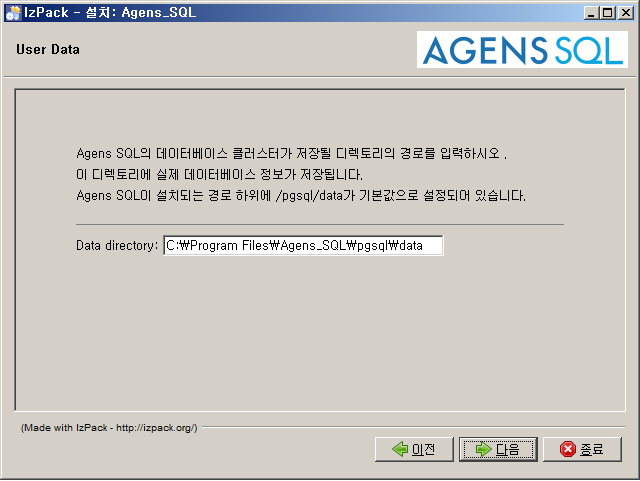 IzPack - 설치: Agens_SQL
User Data
AGENS SQL
Agens SQL의 데이터베이스 클러스터가 저장될 디렉토리의 경로를 입력하시오 .
이 디렉토리에 실제 데이터베이스 정보가 저장됩니다.
Agens SQL이 설치되는 경로 하위에 /pgsql/data가 기본값으로 설정되어 있습니다.
Data directory: C:₩Program Files₩Agens_SQL₩pgsql₩data
(Made with IzPack - http://izpack.org/)
이전 다음 종료